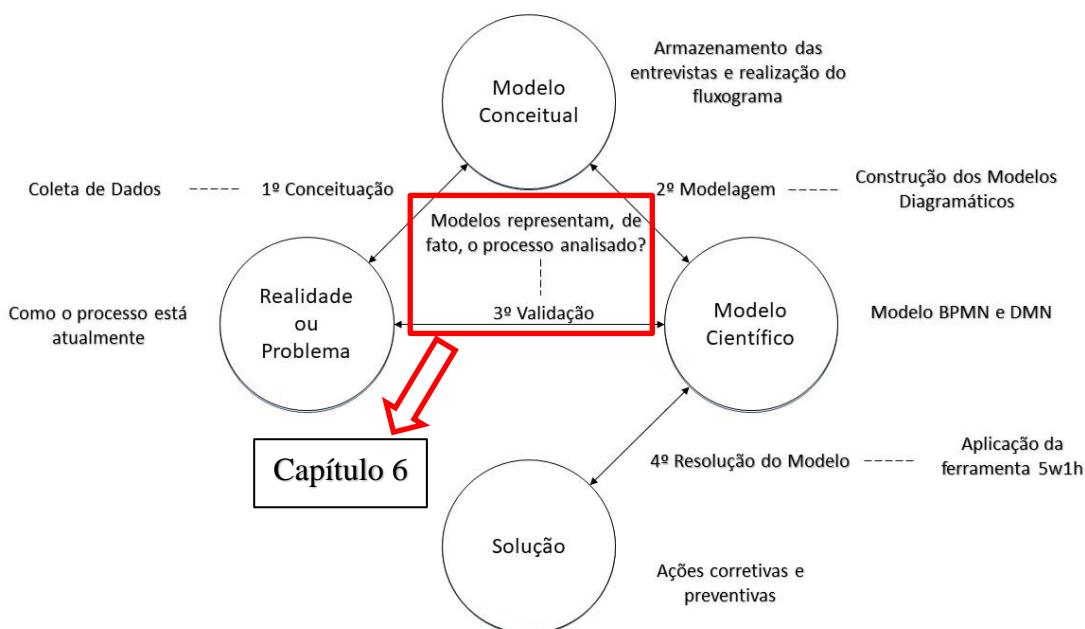 Modelo
Conceitual
Armazenamento das
entrevistas e realização do
fluxograma
Coleta de Dados
1º Conceituação
2º Modelagem
Construção dos Modelos
Diagramáticos
Modelos representam, de
fato, o processo analisado?
3º Validação
Como o processo está
atualmente
Realidade
ou
Problema
Modelo
Científico
Modelo BPMN e DMN
Capítulo 6
4º Resolução do Modelo
Aplicação da
ferramenta 5w1h
Solução
Ações corretivas e
preventivas